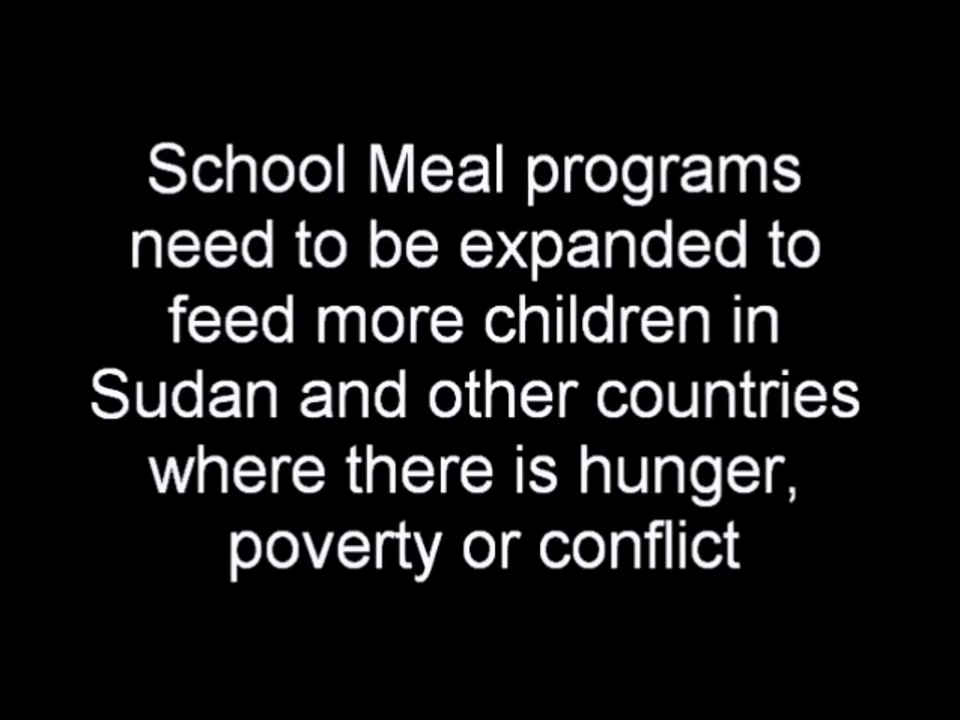 School Meal programs
need to be expanded to
feed more children in
Sudan and other countries
where there is hunger,
poverty or conflict